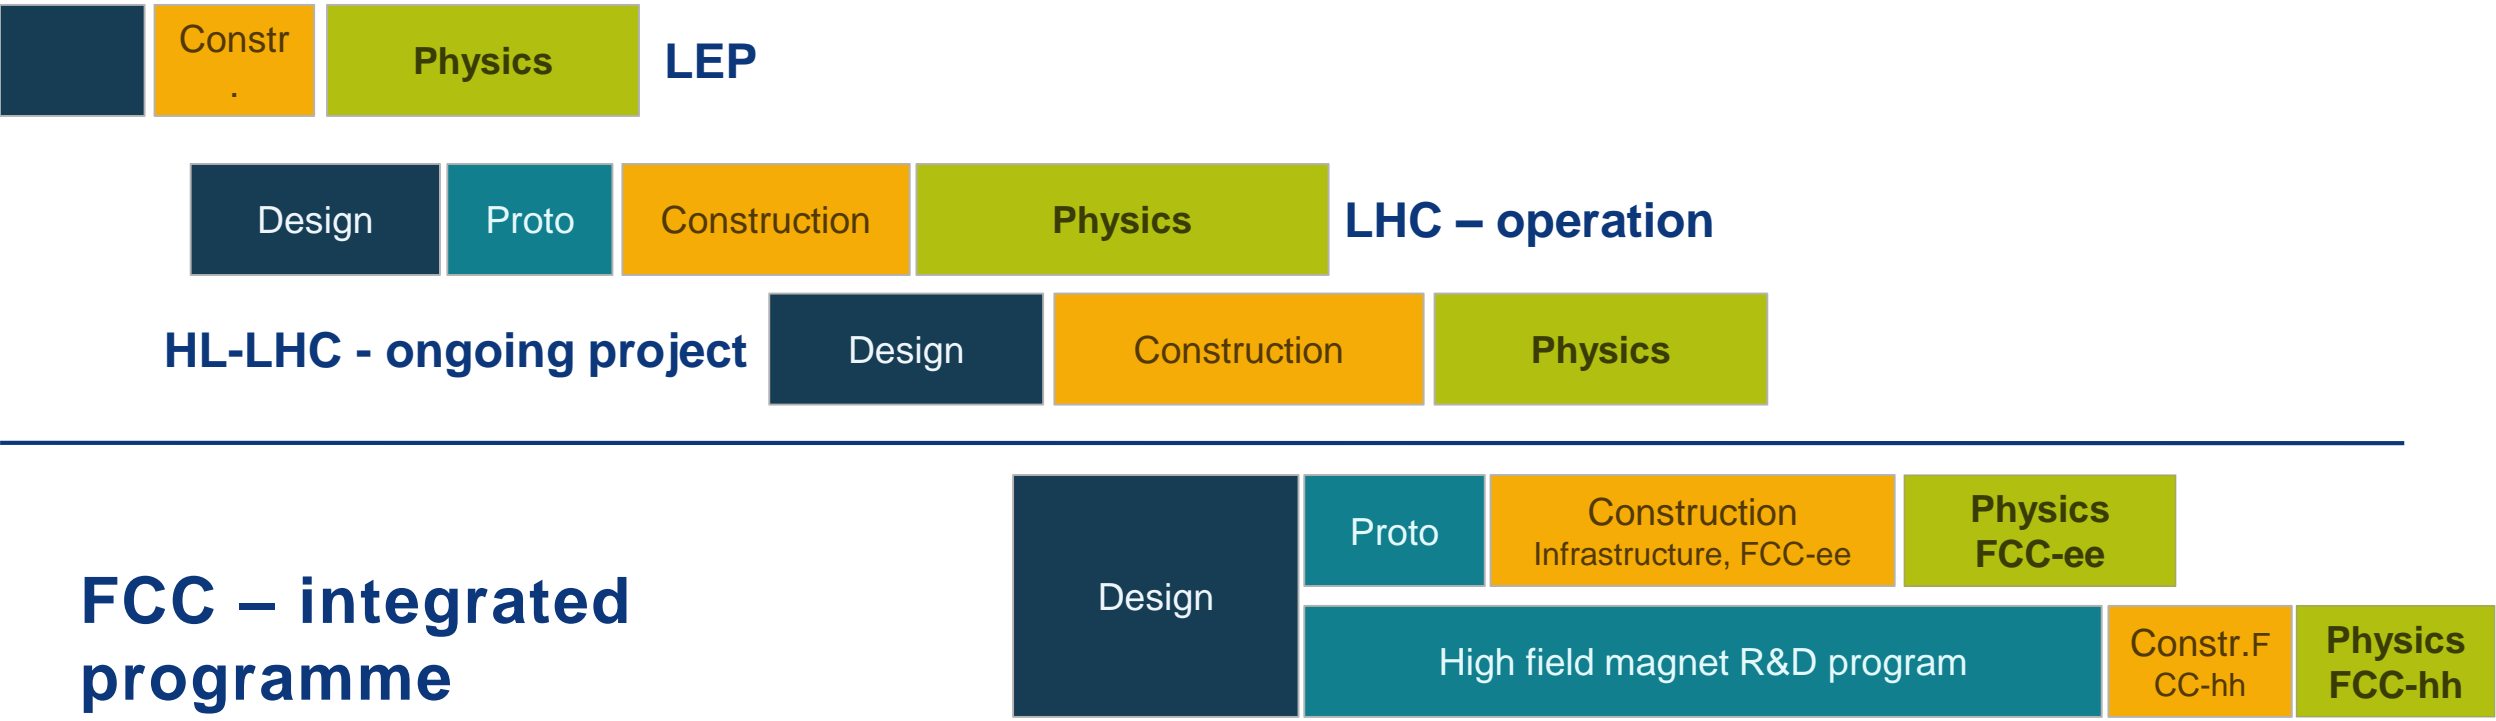 Constr
.
Physics
LEP
Design
Proto
Construction
Physics
LHC – operation
HL-LHC - ongoing project
Design
Construction
Physics
FCC – integrated
programme
Design
Proto
Construction
Infrastructure, FCC-ee
Physics
FCC-ee
High field magnet R&D program
Constr.F
CC-hh
Physics
FCC-hh